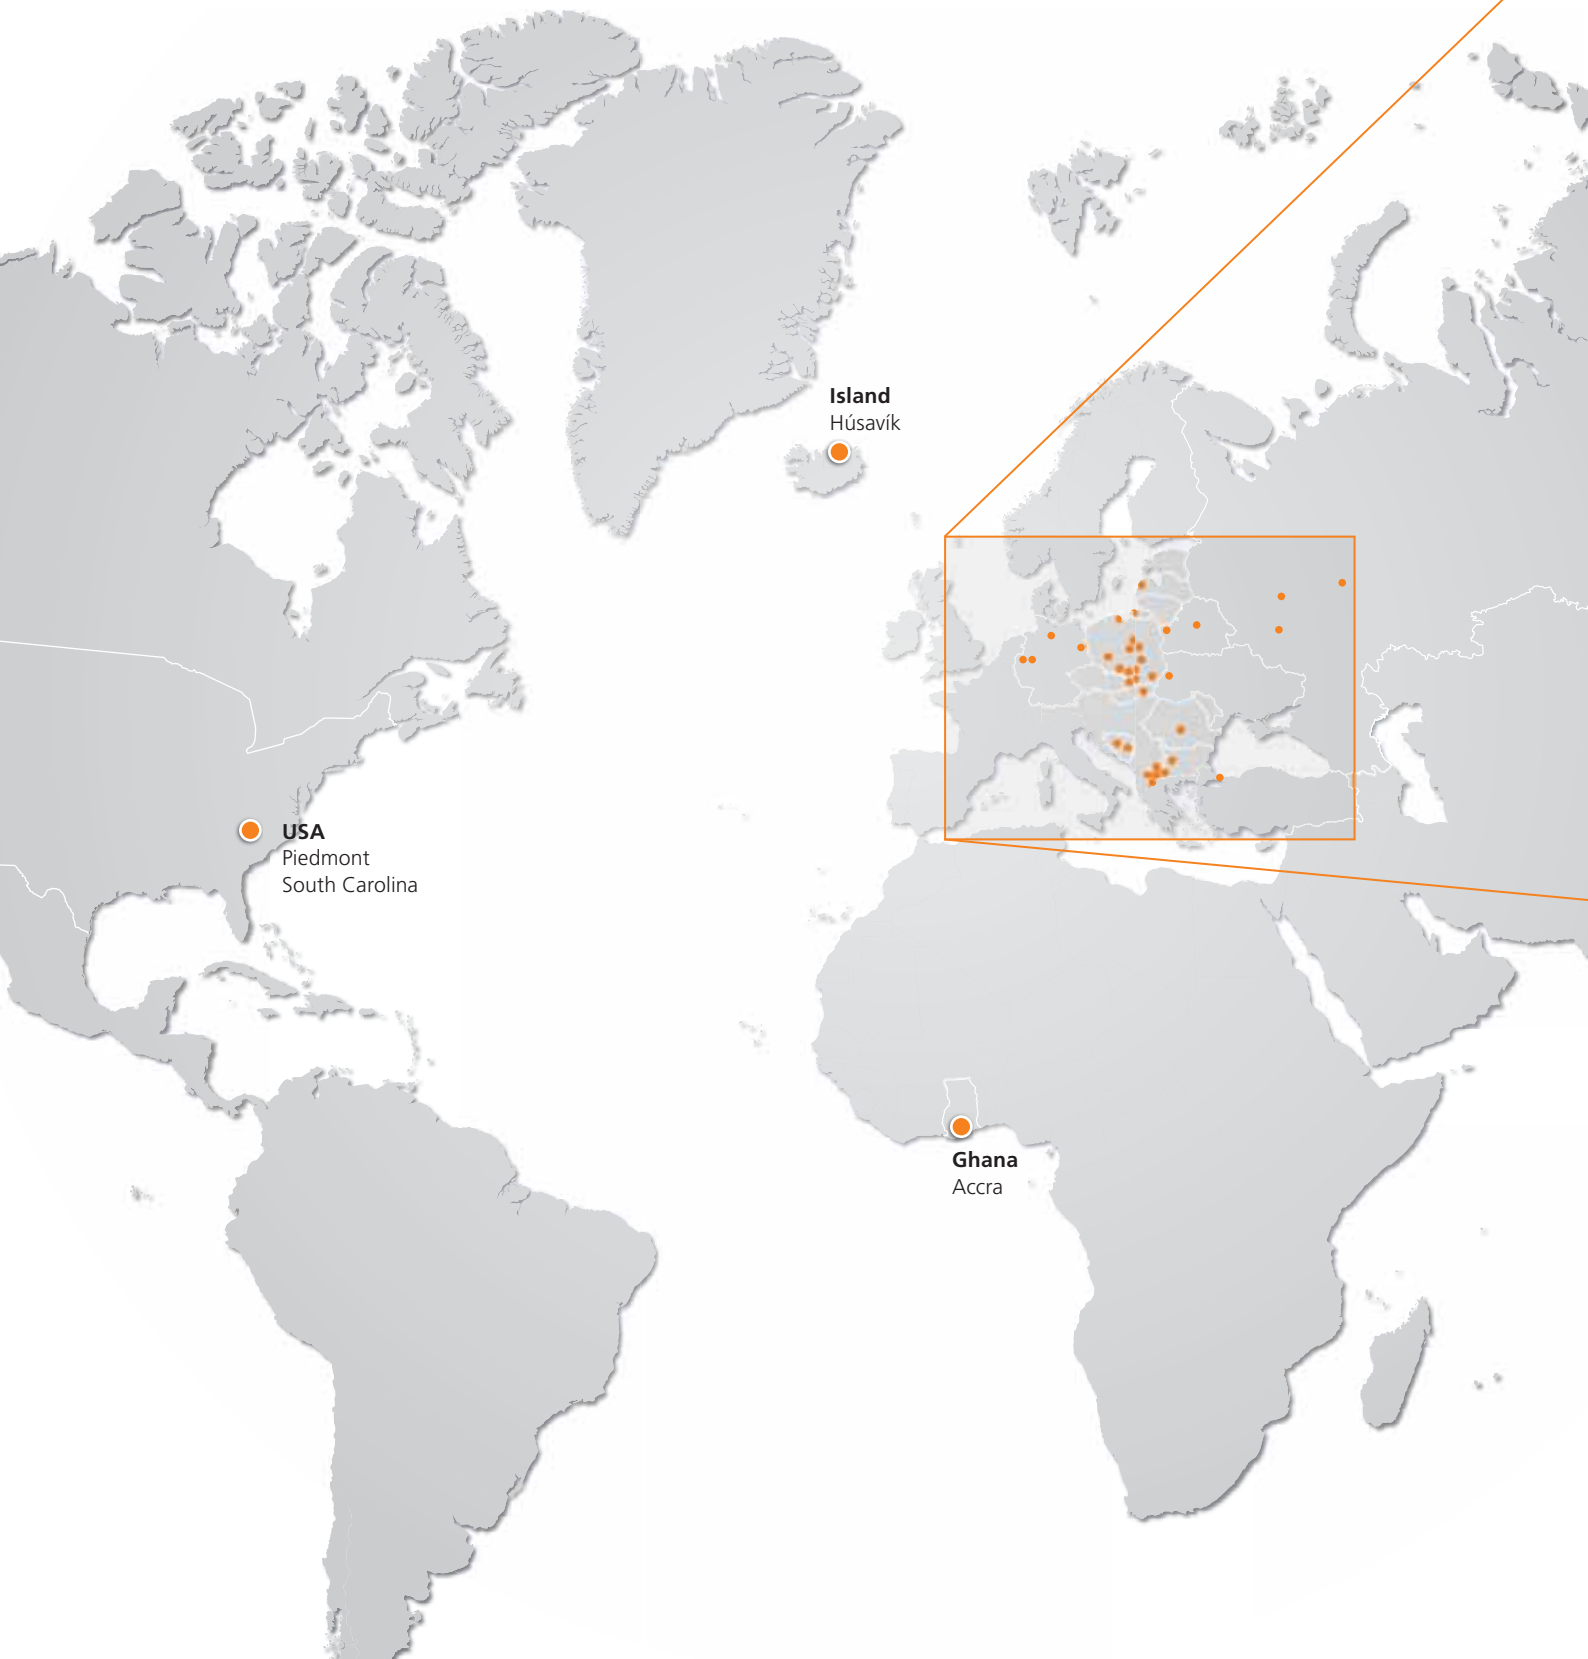 Island
Húsavík
USA
Piedmont
South Carolina
Ghana
Accra